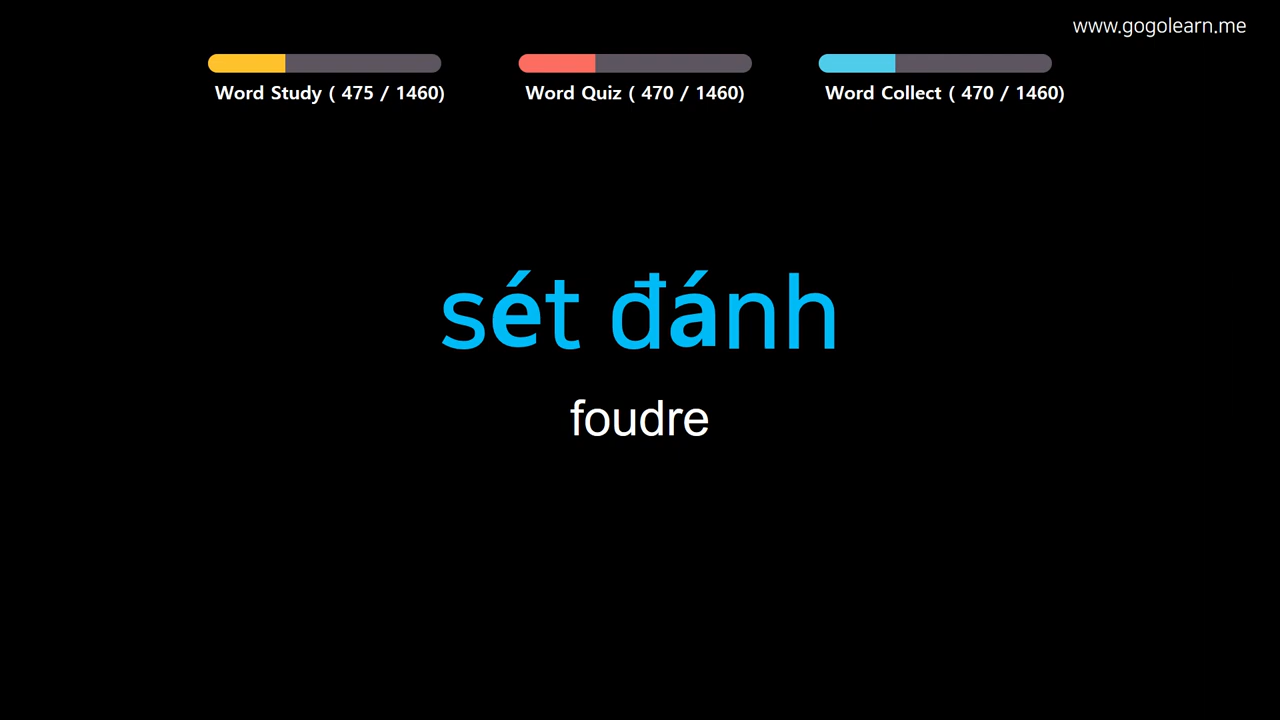 www.gogolearn.me
Word Study ( 475 / 1460)
Word Quiz ( 470 / 1460)
Word Collect ( 470 / 1460)
sét đánh
foudre